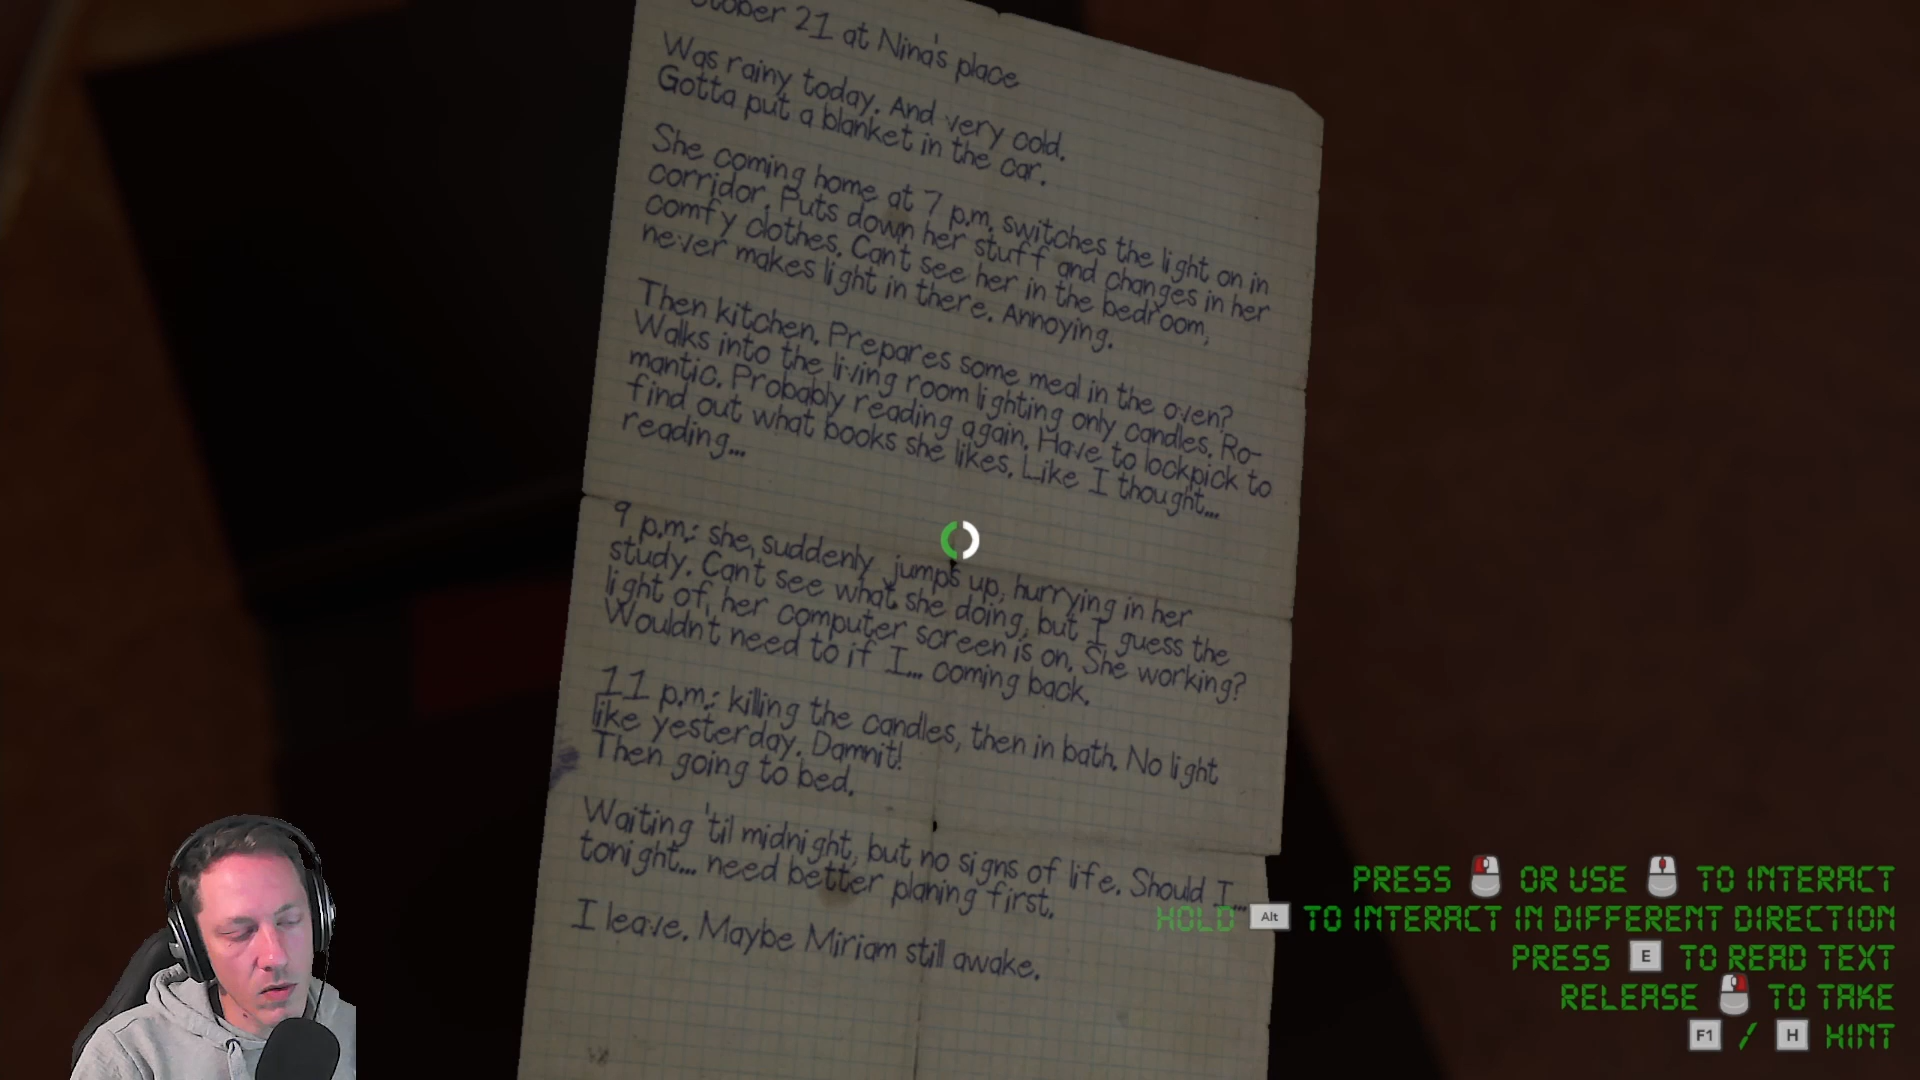 ctober 21 at Nina's place
Was rainy today. And very cold.
Gotta put a blanket in the car.
She coming home at 7 p.m. switches the light on in
corridor. Puts down her stuff and changes in her
comfy clothes. Can't see her in the bedroom,
never makes light in there. Annoying.
Then kitchen. Prepares some meal in the oven?
Walks into the living room lighting only candles. Ro-
mantic. Probably reading again. Have to lockpick to
find out what books she likes. Like I thought...
reading...
9 p.m.: she suddenly jumps up, hurrying in her
study. Can't see what she doing, but I guess the
light of her computer screen is on. She working?
Wouldn't need to if I... coming back.
11 p.m.: killing the candles, then in bath. No light
like yesterday. Damnit!
Then going to bed.
Waiting 'til midnight, but no signs of life. Should I...
tonight... need better planing first.
I leave. Maybe Miriam still awake.
PRESS OR USE TO INTERACT
HOLD Alt TO INTERACT IN DIFFERENT DIRECTION
PRESS E TO READ TEXT
RELEASE TO TAKE
F1 / H HINT